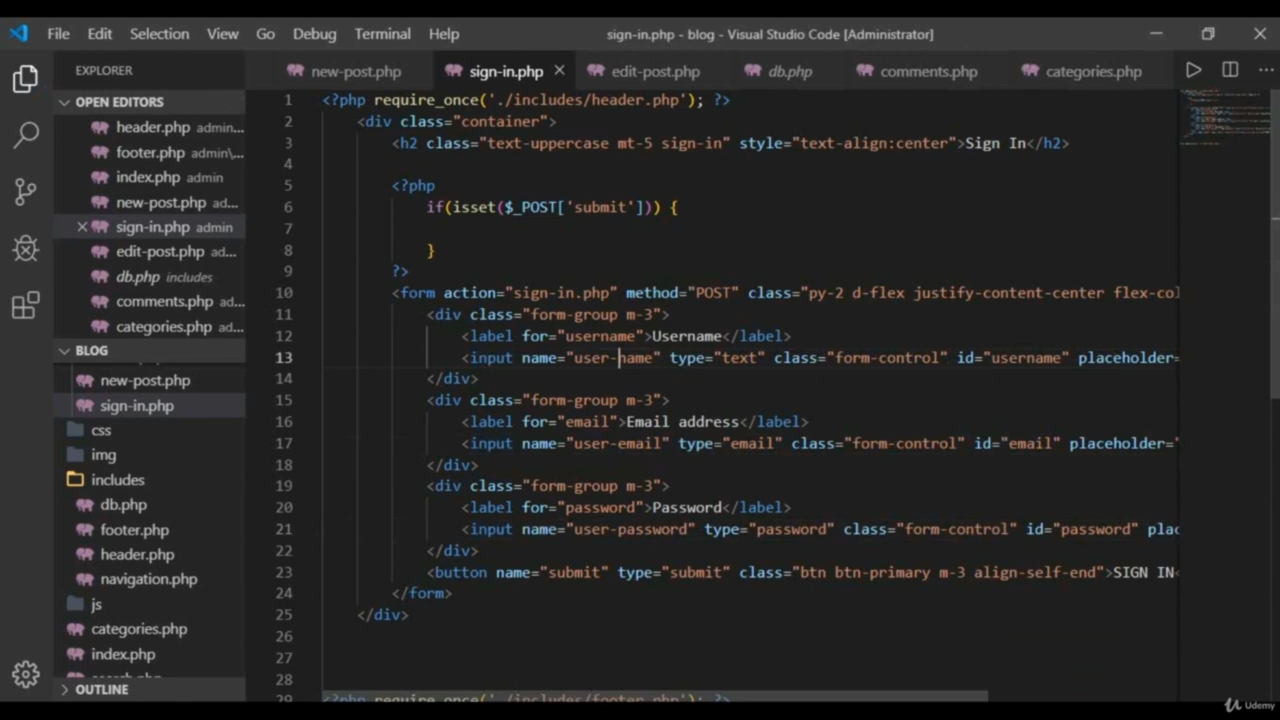 File Edit Selection View Go Debug Terminal Help sign-in.php - blog - Visual Studio Code [Administrator]
EXPLORER
new-post.php sign-in.php edit-post.php db.php comments.php categories.php
OPEN EDITORS
header.php admin...
footer.php admin\...
index.php admin
new-post.php ad...
sign-in.php admin
edit-post.php ad...
db.php includes
comments.php ad...
categories.php ad...
BLOG
new-post.php
sign-in.php
css
img
includes
db.php
footer.php
header.php
navigation.php
js
categories.php
index.php
OUTLINE
1 <?php require_once('./includes/header.php'); ?>
2 <div class="container">
3 <h2 class="text-uppercase mt-5 sign-in" style="text-align:center">Sign In</h2>
4
5 <?php
6 if(isset($_POST['submit'])) {
7
8 }
9 ?>
10 <form action="sign-in.php" method="POST" class="py-2 d-flex justify-content-center flex-col
11 <div class="form-group m-3">
12 <label for="username">Username</label>
13 <input name="user-name" type="text" class="form-control" id="username" placeholder=
14 </div>
15 <div class="form-group m-3">
16 <label for="email">Email address</label>
17 <input name="user-email" type="email" class="form-control" id="email" placeholder="
18 </div>
19 <div class="form-group m-3">
20 <label for="password">Password</label>
21 <input name="user-password" type="password" class="form-control" id="password" plac
22 </div>
23 <button name="submit" type="submit" class="btn btn-primary m-3 align-self-end">SIGN IN<
24 </form>
25 </div>
26
27
28
29 <?php require_once('./includes/footer.php'); ?>
Udemy